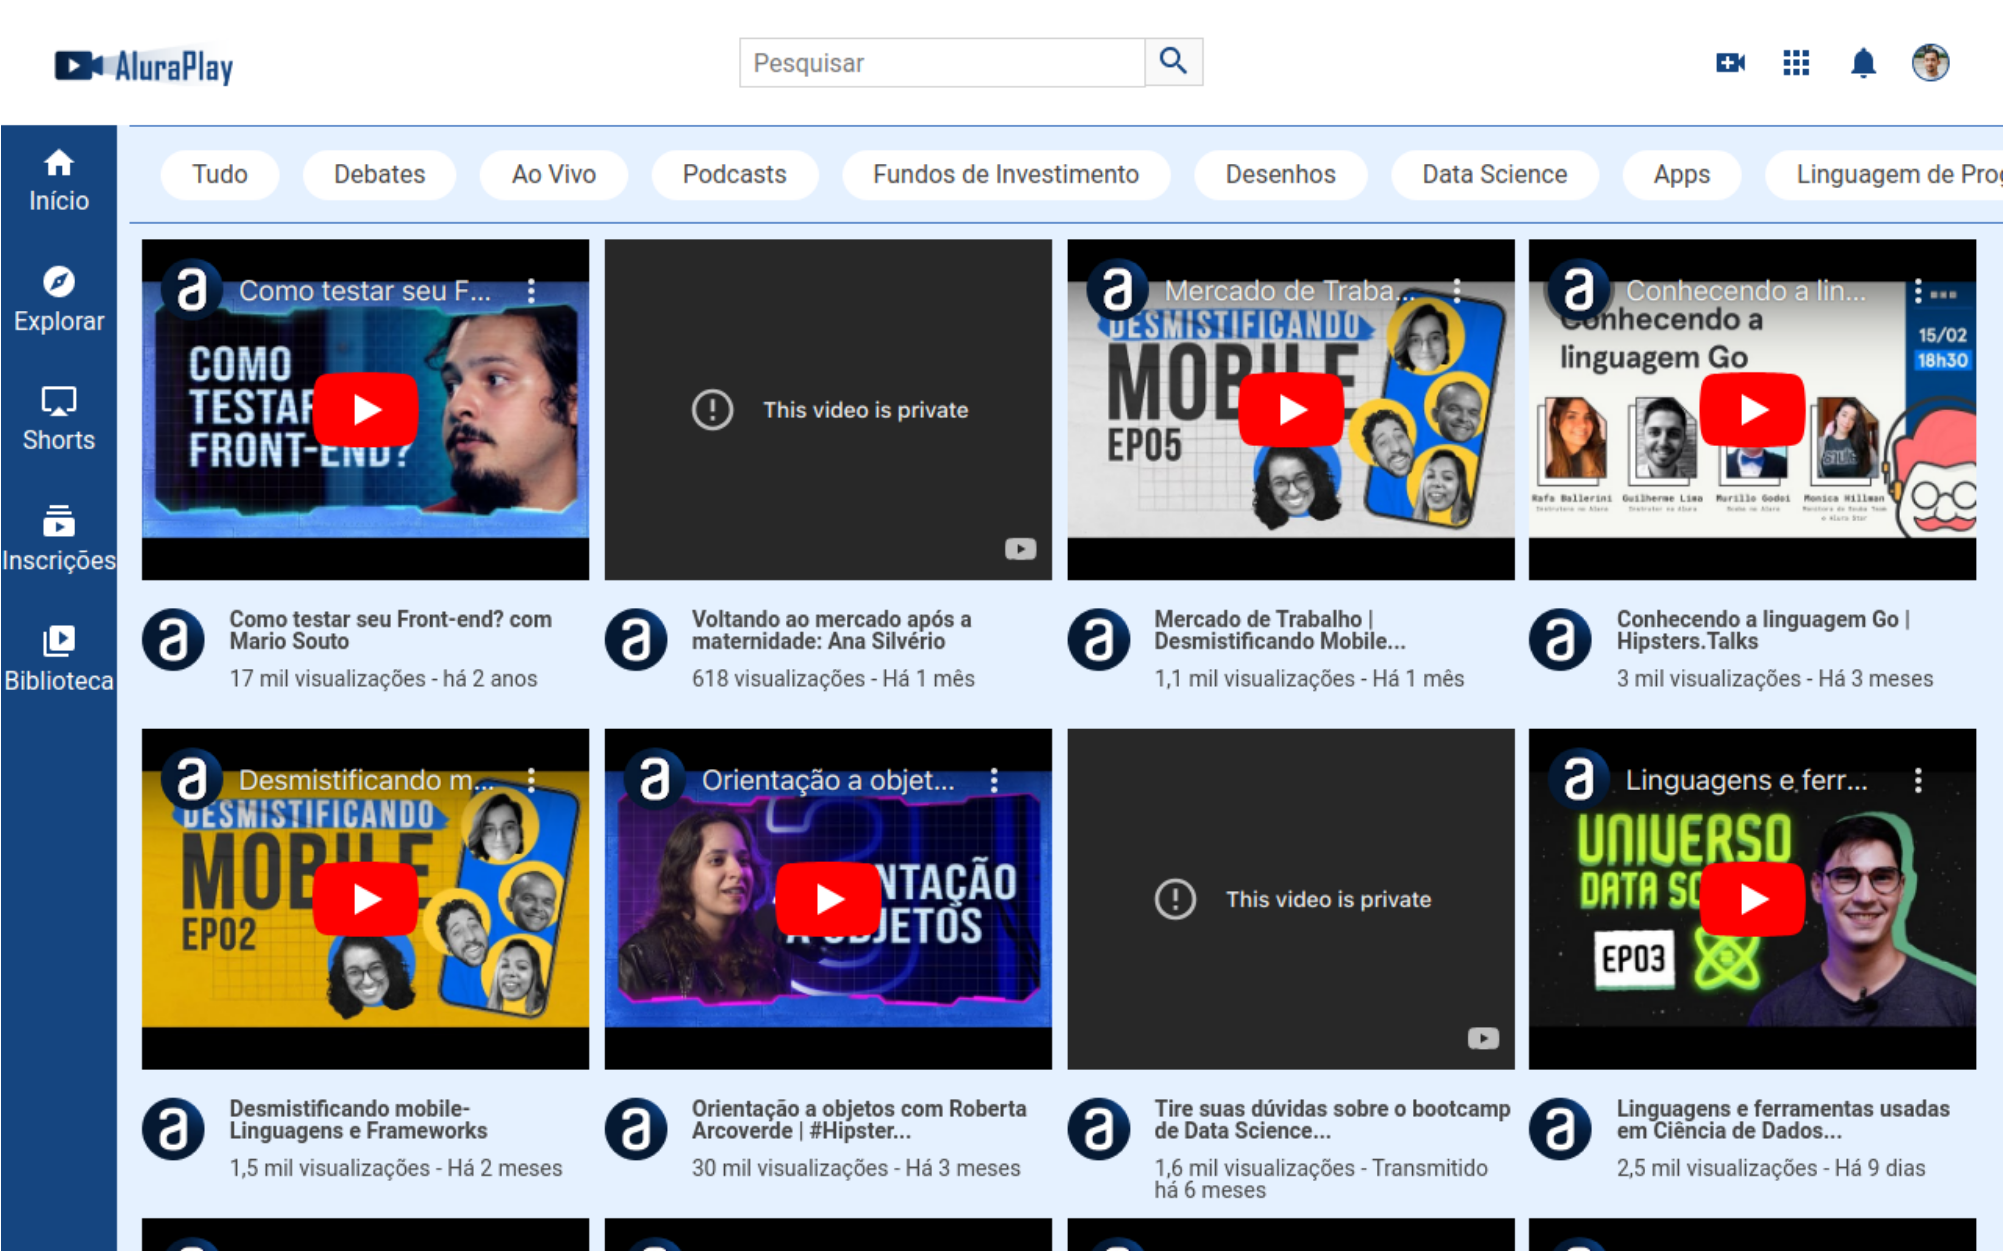 AluraPlay
Pesquisar
Tudo
Debates
Ao Vivo
Podcasts
Fundos de Investimento
Desenhos
Data Science
Apps
Linguagem de Prog
Início
Explorar
Shorts
Inscrições
Biblioteca
Como testar seu F...
COMO
TESTAR
FRONT-END?
This video is private
Mercado de Traba...
DESMISTIFICANDO
MOBILE
EP05
Conhecendo a lin...
Conhecendo a
linguagem Go
15/02
18h30
Rafa Ballerini
Guilherme Lima
Murillo Godoi
Monica Hillman
Como testar seu Front-end? com
Mario Souto
17 mil visualizações - há 2 anos
Voltando ao mercado após a
maternidade: Ana Silvério
618 visualizações - Há 1 mês
Mercado de Trabalho |
Desmistificando Mobile...
1,1 mil visualizações - Há 1 mês
Conhecendo a linguagem Go |
Hipsters.Talks
3 mil visualizações - Há 3 meses
Desmistificando m...
DESMISTIFICANDO
MOBILE
EP02
Orientação a objet...
NTAÇÃO
A OBJETOS
This video is private
Linguagens e ferr...
UNIVERSO
DATA SC
EP03
Desmistificando mobile-
Linguagens e Frameworks
1,5 mil visualizações - Há 2 meses
Orientação a objetos com Roberta
Arcoverde | #Hipster...
30 mil visualizações - Há 3 meses
Tire suas dúvidas sobre o bootcamp
de Data Science...
1,6 mil visualizações - Transmitido
há 6 meses
Linguagens e ferramentas usadas
em Ciência de Dados...
2,5 mil visualizações - Há 9 dias